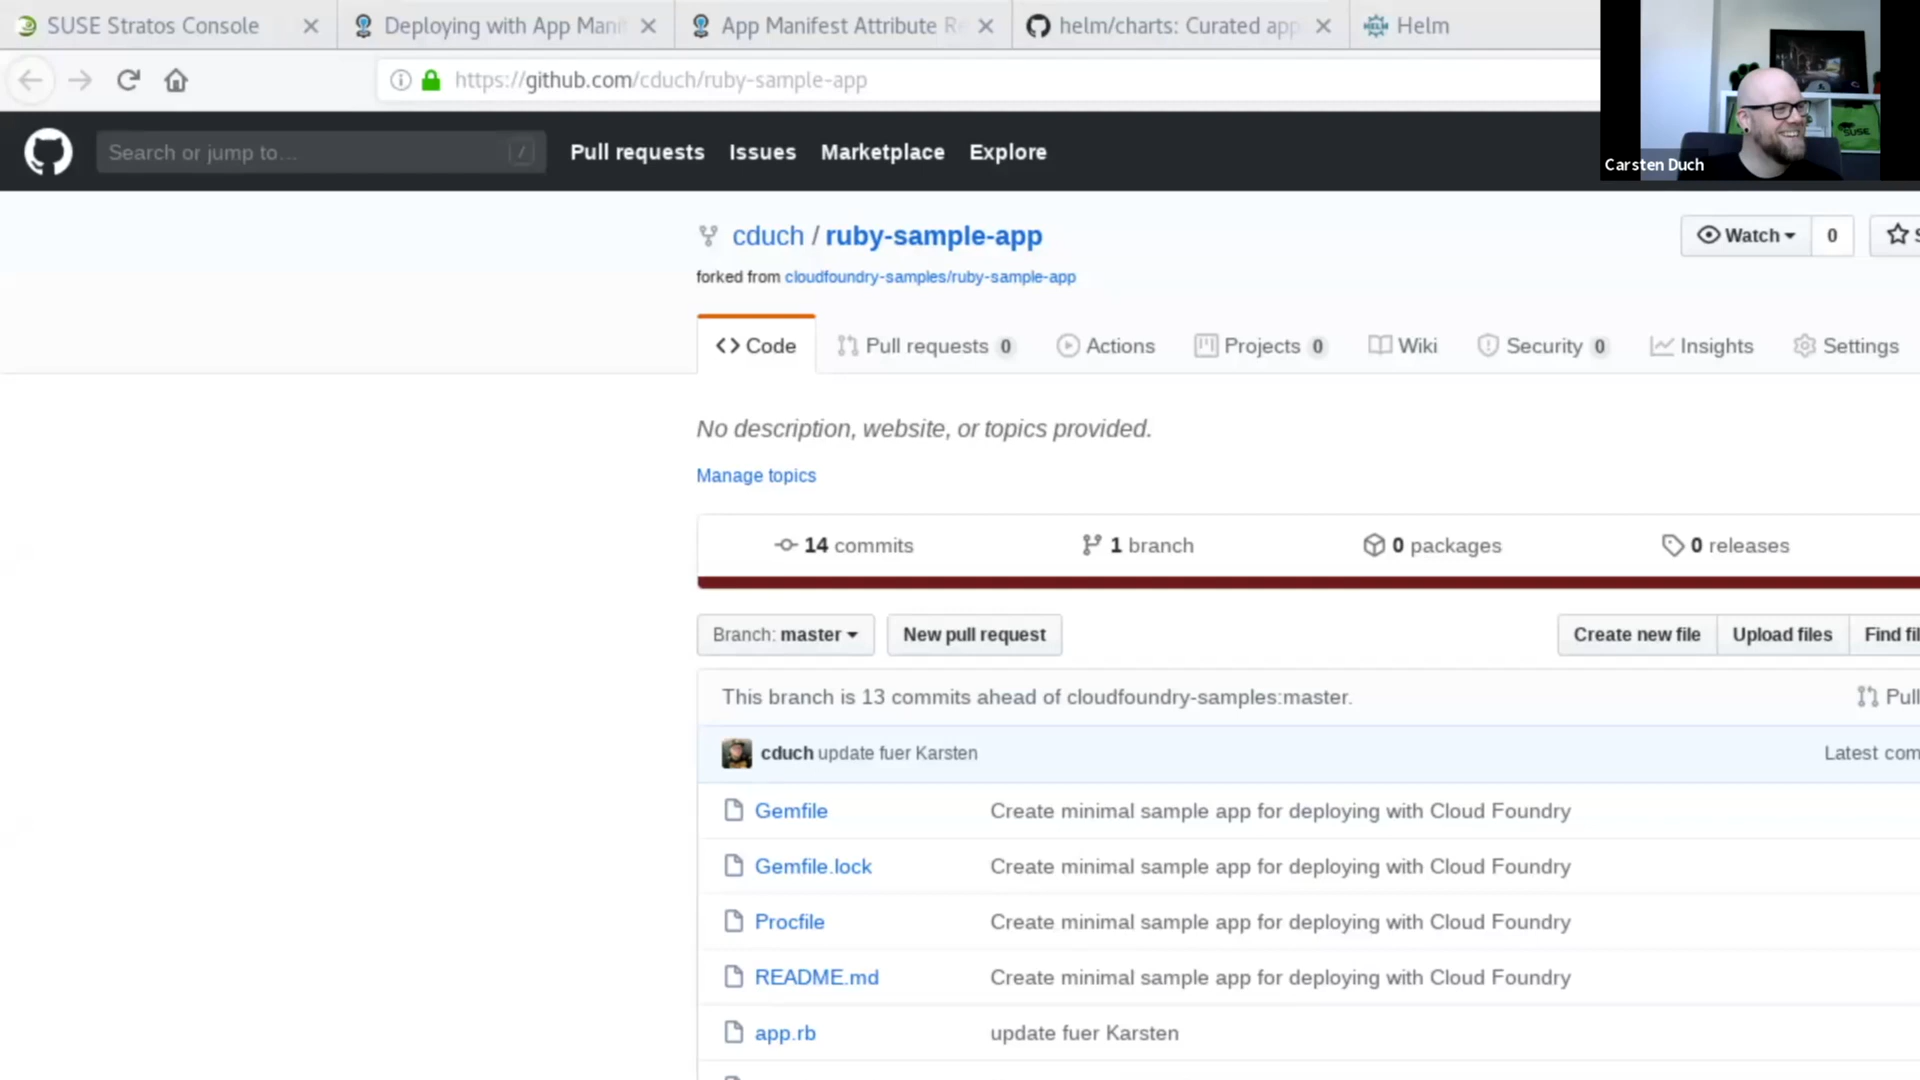 SUSE Stratos Console
Deploying with App Mani
App Manifest Attribute Re
helm/charts: Curated app
HELM Helm
https://github.com/cduch/ruby-sample-app
Search or jump to…
/
Pull requests
Issues
Marketplace
Explore
SUSE
Carsten Duch
cduch / ruby-sample-app
Watch
0
forked from cloudfoundry-samples/ruby-sample-app
Code
Pull requests 0
Actions
Projects 0
Wiki
Security 0
Insights
Settings
No description, website, or topics provided.
Manage topics
14 commits
1 branch
0 packages
0 releases
Branch: master
New pull request
Create new file
Upload files
Find fil
This branch is 13 commits ahead of cloudfoundry-samples:master.
Pull
cduch update fuer Karsten
Latest com
Gemfile
Create minimal sample app for deploying with Cloud Foundry
Gemfile.lock
Create minimal sample app for deploying with Cloud Foundry
Procfile
Create minimal sample app for deploying with Cloud Foundry
README.md
Create minimal sample app for deploying with Cloud Foundry
app.rb
update fuer Karsten